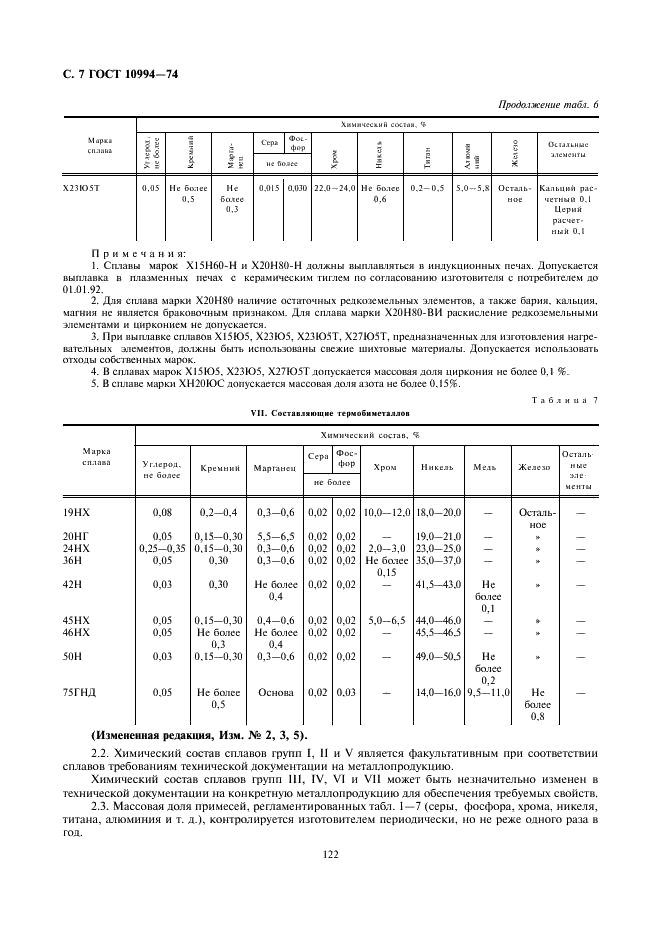 С. 7 ГОСТ 10994—74
Продолжение табл. 6
Марка сплава | Химический состав, %
Углерод, не более | Кремний | Марга-нец | Сера | Фос-фор | Хром | Никель | Титан | Алюми-ний | Железо | Остальные элементы
не более
Х23Ю5Т | 0,05 | Не более 0,5 | Не более 0,3 | 0,015 | 0,030 | 22,0—24,0 | Не более 0,6 | 0,2—0,5 | 5,0—5,8 | Осталь-ное | Кальций рас-четный 0,1 Церий расчет-ный 0,1
Примечания:
1. Сплавы марок Х15Н60-Н и Х20Н80-Н должны выплавляться в индукционных печах. Допускается
выплавка в плазменных печах с керамическим тиглем по согласованию изготовителя с потребителем до
01.01.92.
2. Для сплава марки Х20Н80 наличие остаточных редкоземельных элементов, а также бария, кальция,
магния не является браковочным признаком. Для сплава марки Х20Н80-ВИ раскисление редкоземельными
элементами и цирконием не допускается.
3. При выплавке сплавов Х15Ю5, Х23Ю5, Х23Ю5Т, Х27Ю5Т, предназначенных для изготовления нагре-
вательных элементов, должны быть использованы свежие шихтовые материалы. Допускается использовать
отходы собственных марок.
4. В сплавах марок Х15Ю5, Х23Ю5, Х27Ю5Т допускается массовая доля циркония не более 0,1 %.
5. В сплаве марки ХН20ЮС допускается массовая доля азота не более 0,15%.
Таблица 7
VII. Составляющие термобиметаллов
Марка сплава | Химический состав, %
Углерод, не более | Кремний | Марганец | Сера | Фос-фор | Хром | Никель | Медь | Железо | Осталь-ные эле-менты
не более
19НХ | 0,08 | 0,2—0,4 | 0,3—0,6 | 0,02 | 0,02 | 10,0—12,0 | 18,0—20,0 | — | Осталь-ное | —
20НГ | 0,05 | 0,15—0,30 | 5,5—6,5 | 0,02 | 0,02 | — | 19,0—21,0 | — | » | —
24НХ | 0,25—0,35 | 0,15—0,30 | 0,3—0,6 | 0,02 | 0,02 | 2,0—3,0 | 23,0—25,0 | — | » | —
36Н | 0,05 | 0,30 | 0,3—0,6 | 0,02 | 0,02 | Не более 0,15 | 35,0—37,0 | — | » | —
42Н | 0,03 | 0,30 | Не более 0,4 | 0,02 | 0,02 | — | 41,5—43,0 | Не более 0,1 | » | —
45НХ | 0,05 | 0,15—0,30 | 0,4—0,6 | 0,02 | 0,02 | 5,0—6,5 | 44,0—46,0 | — | » | —
46НХ | 0,05 | Не более 0,3 | Не более 0,4 | 0,02 | 0,02 | — | 45,5—46,5 | — | » | —
50Н | 0,03 | 0,15—0,30 | 0,3—0,6 | 0,02 | 0,02 | — | 49,0—50,5 | Не более 0,2 | » | —
75ГНД | 0,05 | Не более 0,5 | Основа | 0,02 | 0,03 | — | 14,0—16,0 | 9,5—11,0 | Не более 0,8 | —
(Измененная редакция, Изм. № 2, 3, 5).
2.2. Химический состав сплавов групп I, II и V является факультативным при соответствии
сплавов требованиям технической документации на металлопродукцию.
Химический состав сплавов групп III, IV, VI и VII может быть незначительно изменен в
технической документации на конкретную металлопродукцию для обеспечения требуемых свойств.
2.3. Массовая доля примесей, регламентированных табл. 1—7 (серы, фосфора, хрома, никеля,
титана, алюминия и т. д.), контролируется изготовителем периодически, но не реже одного раза в
год.
122